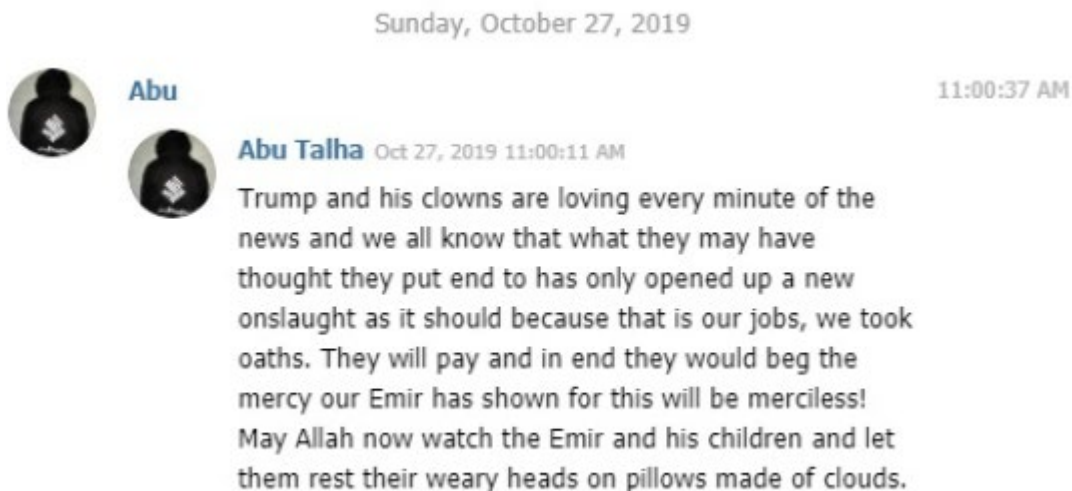 Sunday, October 27, 2019
Abu
11:00:37 AM
Abu Talha Oct 27, 2019 11:00:11 AM
Trump and his clowns are loving every minute of the
news and we all know that what they may have
thought they put end to has only opened up a new
onslaught as it should because that is our jobs, we took
oaths. They will pay and in end they would beg the
mercy our Emir has shown for this will be merciless!
May Allah now watch the Emir and his children and let
them rest their weary heads on pillows made of clouds.